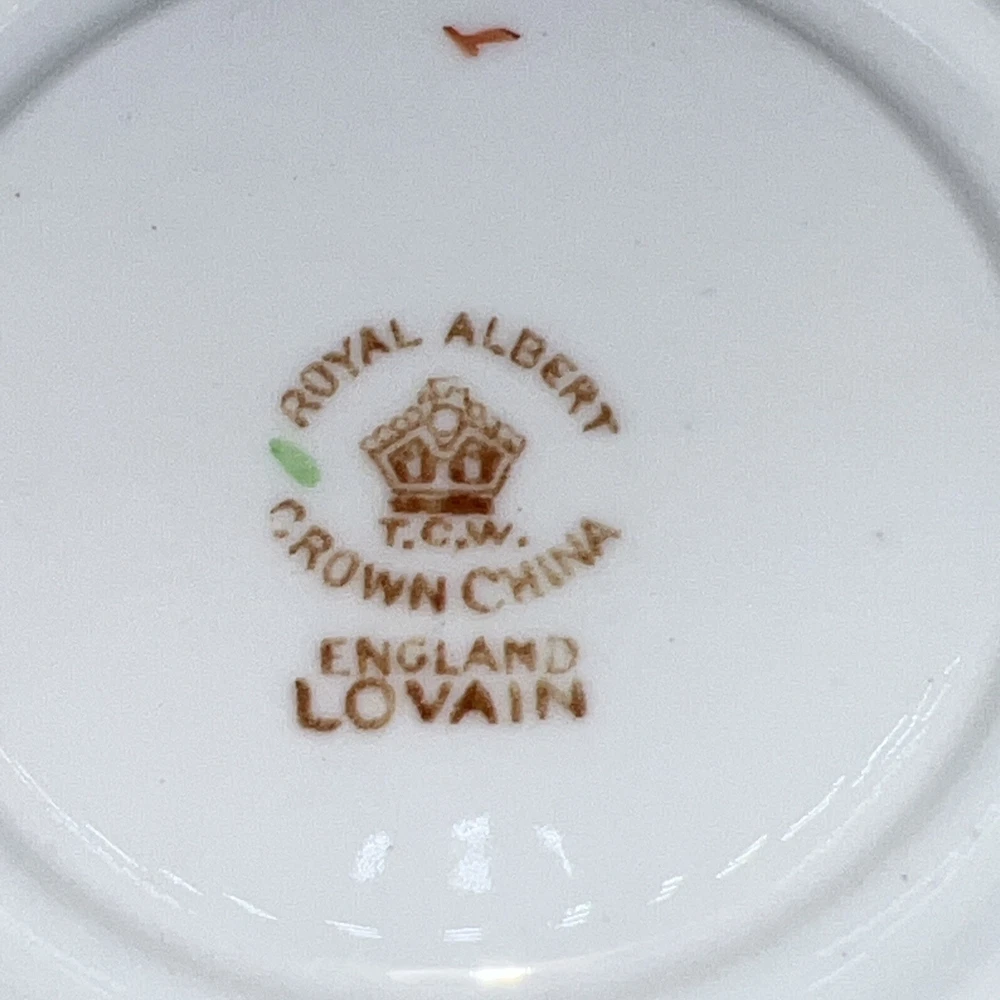 ROYAL ALBERT
T.C.W.
CROWN CHINA
ENGLAND
LOVAIN